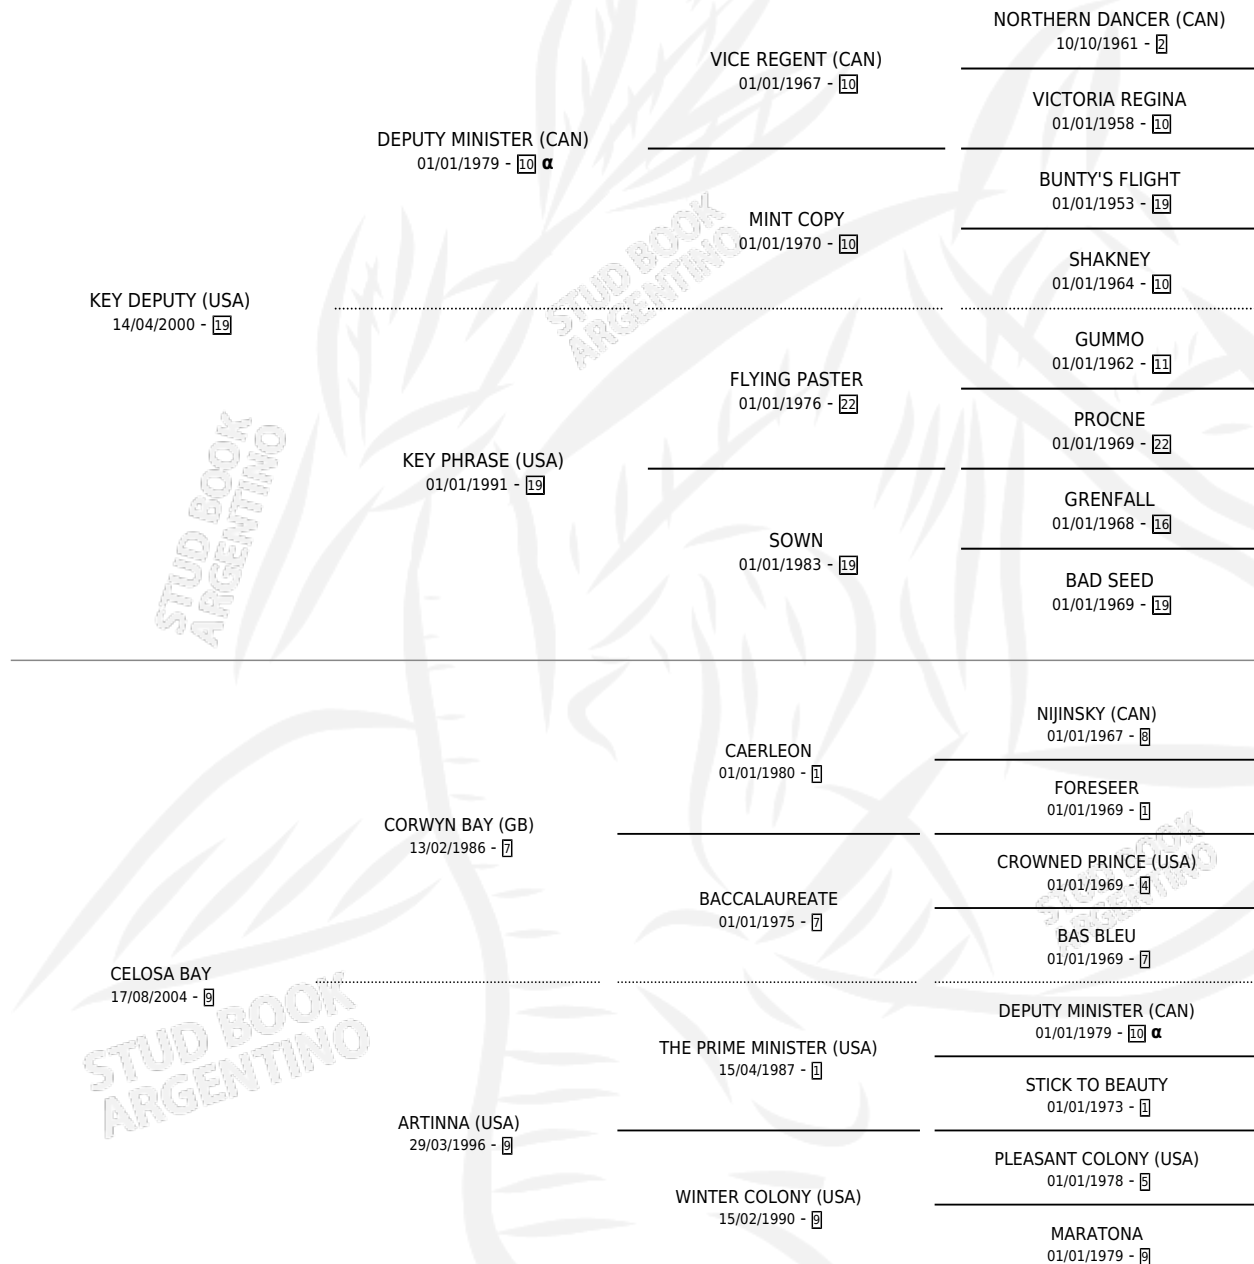 NORTHERN DANCER (CAN)
10/10/1961 - 2
VICE REGENT (CAN)
01/01/1967 - 10
VICTORIA REGINA
01/01/1958 - 10
DEPUTY MINISTER (CAN)
01/01/1979 - 10 α
BUNTY'S FLIGHT
01/01/1953 - 19
MINT COPY
01/01/1970 - 10
SHAKNEY
01/01/1964 - 10
KEY DEPUTY (USA)
14/04/2000 - 19
STUD BOOK
ARGENTINO
GUMMO
01/01/1962 - 11
FLYING PASTER
01/01/1976 - 22
PROCNE
01/01/1969 - 22
KEY PHRASE (USA)
01/01/1991 - 19
GRENFALL
01/01/1968 - 16
SOWN
01/01/1983 - 19
BAD SEED
01/01/1969 - 19
STUD BOOK
ARGENTINO
NIJINSKY (CAN)
01/01/1967 - 8
CAERLEON
01/01/1980 - 1
FORESEER
01/01/1969 - 1
CORWYN BAY (GB)
13/02/1986 - 7
CROWNED PRINCE (USA)
01/01/1969 - 4
BACCALAUREATE
01/01/1975 - 7
BAS BLEU
01/01/1969 - 7
STUD BOOK
ARGENTINO
CELOSA BAY
17/08/2004 - 9
DEPUTY MINISTER (CAN)
01/01/1979 - 10 α
THE PRIME MINISTER (USA)
15/04/1987 - 1
STICK TO BEAUTY
01/01/1973 - 1
STUD BOOK
ARGENTINO
ARTINNA (USA)
29/03/1996 - 9
PLEASANT COLONY (USA)
01/01/1978 - 5
WINTER COLONY (USA)
15/02/1990 - 9
MARATONA
01/01/1979 - 9